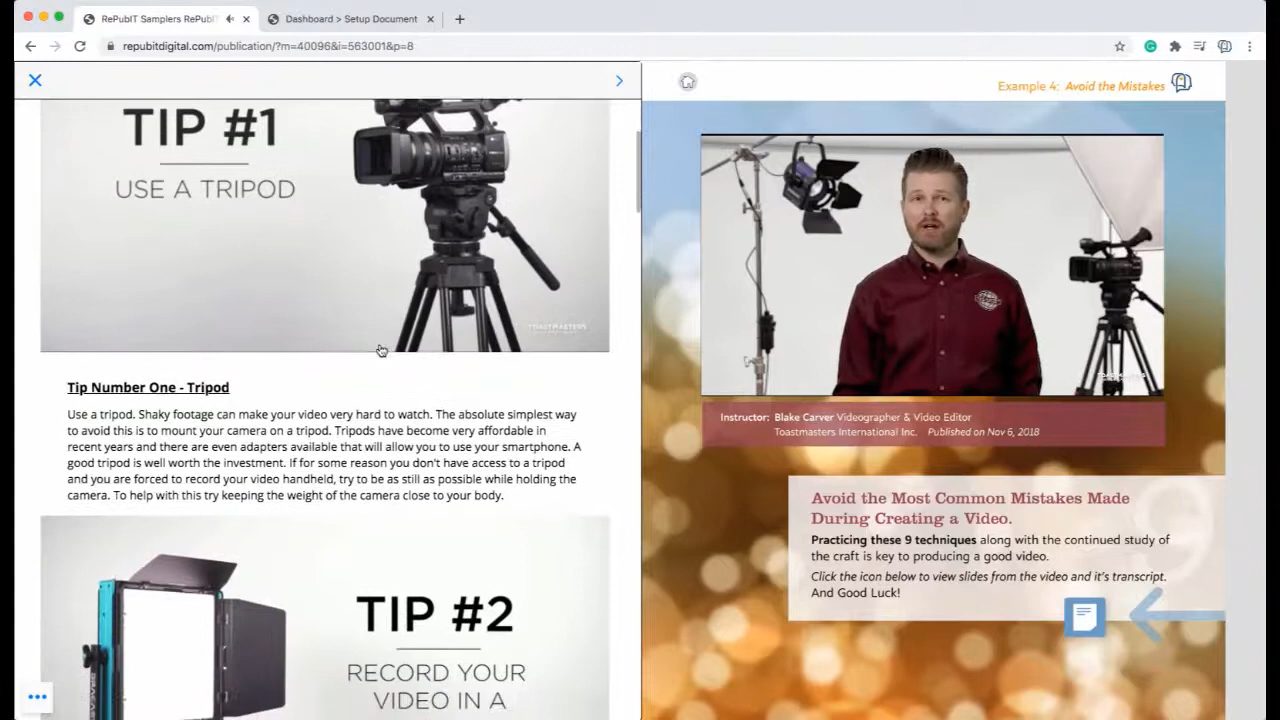 RePubIT Samplers RePubIT
Dashboard > Setup Document
repubitdigital.com/publication/?m=40096&i=563001&p=8
TIP #1
USE A TRIPOD
TOASTMASTERS
Tip Number One - Tripod
Use a tripod. Shaky footage can make your video very hard to watch. The absolute simplest way
to avoid this is to mount your camera on a tripod. Tripods have become very affordable in
recent years and there are even adapters available that will allow you to use your smartphone. A
good tripod is well worth the investment. If for some reason you don't have access to a tripod
and you are forced to record your video handheld, try to be as still as possible while holding the
camera. To help with this try keeping the weight of the camera close to your body.
TIP #2
RECORD YOUR
VIDEO IN A
Example 4: Avoid the Mistakes
TOASTMASTERS
Instructor: Blake Carver Videographer & Video Editor
Toastmasters International Inc. Published on Nov 6, 2018
9
Avoid the Most Common Mistakes Made
During Creating a Video.
Practicing these 9 techniques along with the continued study of
the craft is key to producing a good video.
Click the icon below to view slides from the video and it's transcript.
And Good Luck!